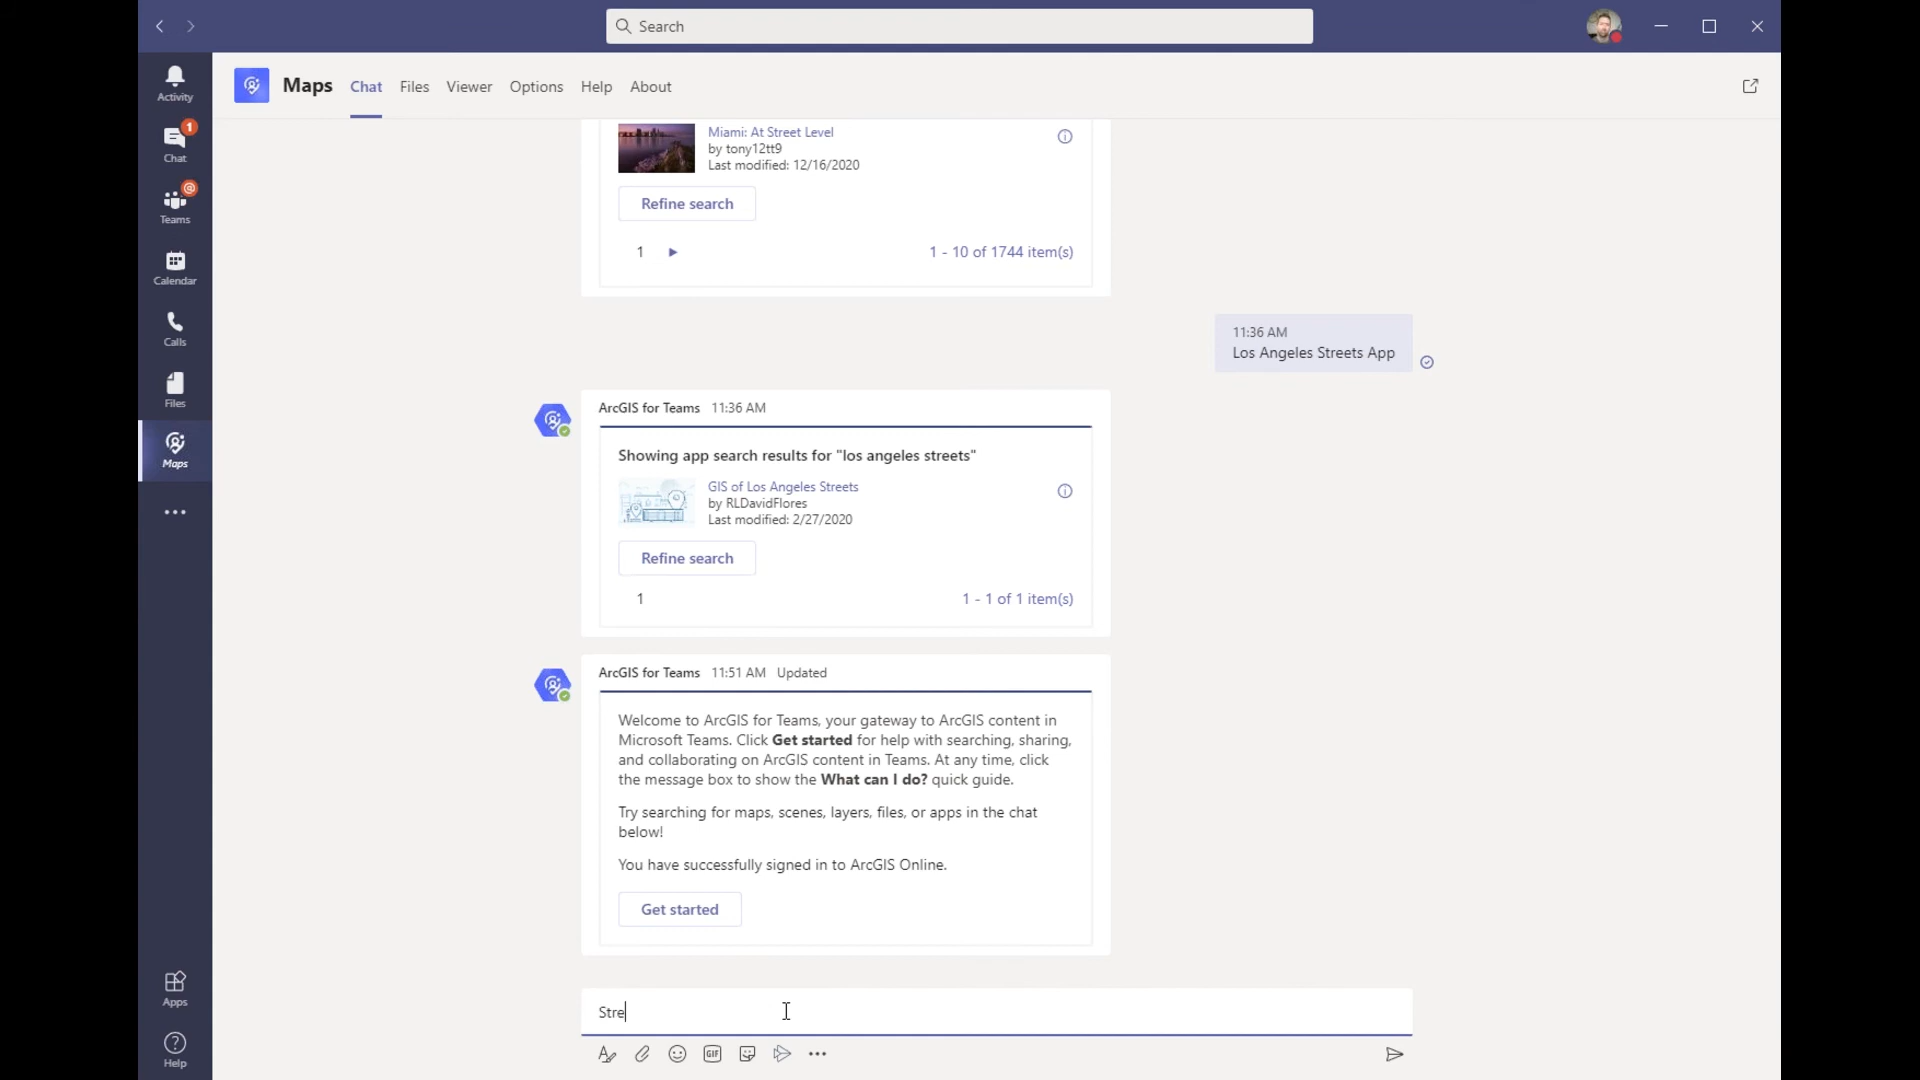 Search
Activity
1
Chat
@
Teams
Calendar
Calls
Files
Maps
Apps
Help
Maps Chat Files Viewer Options Help About
Miami: At Street Level
by tony12tt9
Last modified: 12/16/2020
Refine search
1 1 - 10 of 1744 item(s)
11:36 AM
Los Angeles Streets App
ArcGIS for Teams 11:36 AM
Showing app search results for "los angeles streets"
GIS of Los Angeles Streets
by RLDavidFlores
Last modified: 2/27/2020
Refine search
1 1 - 1 of 1 item(s)
ArcGIS for Teams 11:51 AM Updated
Welcome to ArcGIS for Teams, your gateway to ArcGIS content in
Microsoft Teams. Click Get started for help with searching, sharing,
and collaborating on ArcGIS content in Teams. At any time, click
the message box to show the What can I do? quick guide.
Try searching for maps, scenes, layers, files, or apps in the chat
below!
You have successfully signed in to ArcGIS Online.
Get started
Stre
GIF